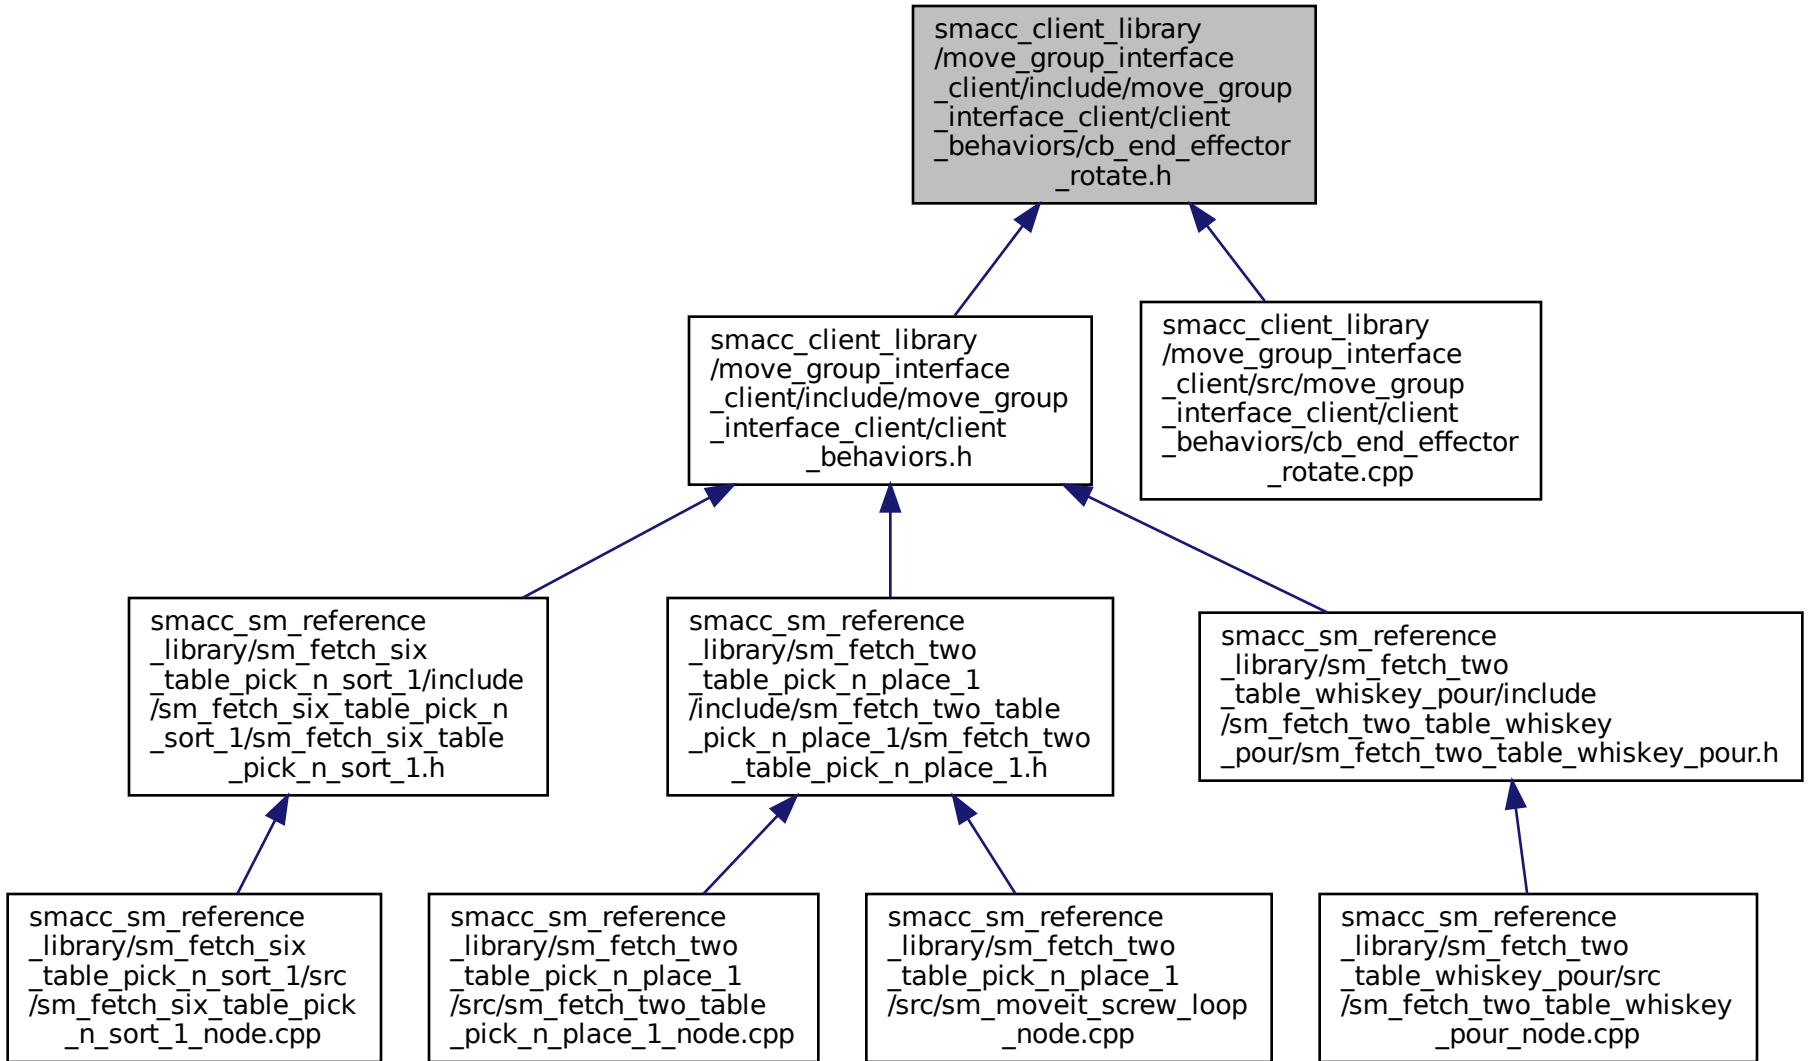 smacc_client_library
/move_group_interface
_client/include/move_group
_interface_client/client
_behaviors/cb_end_effector
_rotate.h
smacc_client_library
/move_group_interface
_client/include/move_group
_interface_client/client
_behaviors.h
smacc_client_library
/move_group_interface
_client/src/move_group
_interface_client/client
_behaviors/cb_end_effector
_rotate.cpp
smacc_sm_reference
_library/sm_fetch_six
_table_pick_n_sort_1/include
/sm_fetch_six_table_pick_n
_sort_1/sm_fetch_six_table
_pick_n_sort_1.h
smacc_sm_reference
_library/sm_fetch_two
_table_pick_n_place_1
/include/sm_fetch_two_table
_pick_n_place_1/sm_fetch_two
_table_pick_n_place_1.h
smacc_sm_reference
_library/sm_fetch_two
_table_whiskey_pour/include
/sm_fetch_two_table_whiskey
_pour/sm_fetch_two_table_whiskey_pour.h
smacc_sm_reference
_library/sm_fetch_six
_table_pick_n_sort_1/src
/sm_fetch_six_table_pick
_n_sort_1_node.cpp
smacc_sm_reference
_library/sm_fetch_two
_table_pick_n_place_1
/src/sm_fetch_two_table
_pick_n_place_1_node.cpp
smacc_sm_reference
_library/sm_fetch_two
_table_pick_n_place_1
/src/sm_moveit_screw_loop
_node.cpp
smacc_sm_reference
_library/sm_fetch_two
_table_whiskey_pour/src
/sm_fetch_two_table_whiskey
_pour_node.cpp